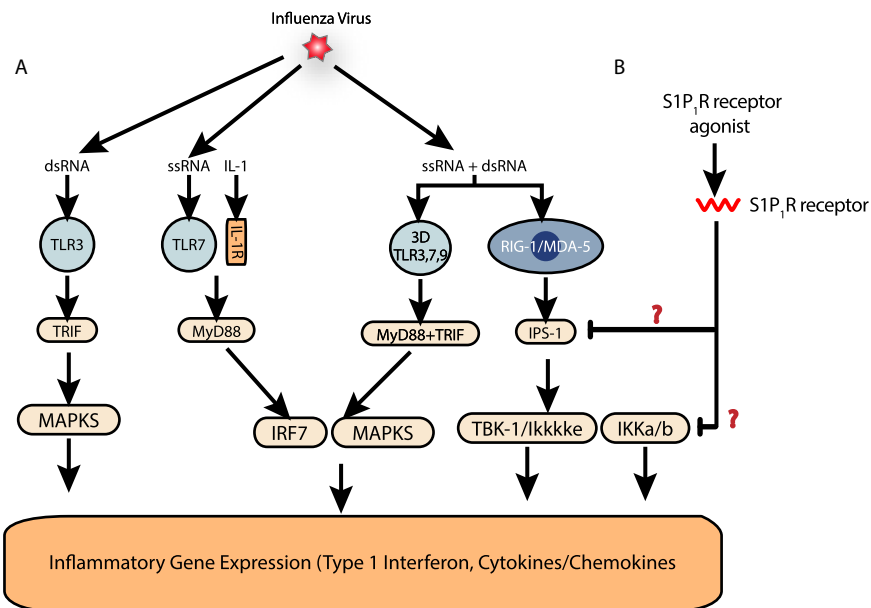 Influenza Virus
A
B
S1P1R receptor
agonist
dsRNA
ssRNA
IL-1
ssRNA + dsRNA
S1P1R receptor
TLR3
TLR7
IL-1R
3D
TLR3,7,9
RIG-1/MDA-5
?
TRIF
MyD88
MyD88+TRIF
IPS-1
?
MAPKS
IRF7
MAPKS
TBK-1/Ikkkke
IKKa/b
Inflammatory Gene Expression (Type 1 Interferon, Cytokines/Chemokines